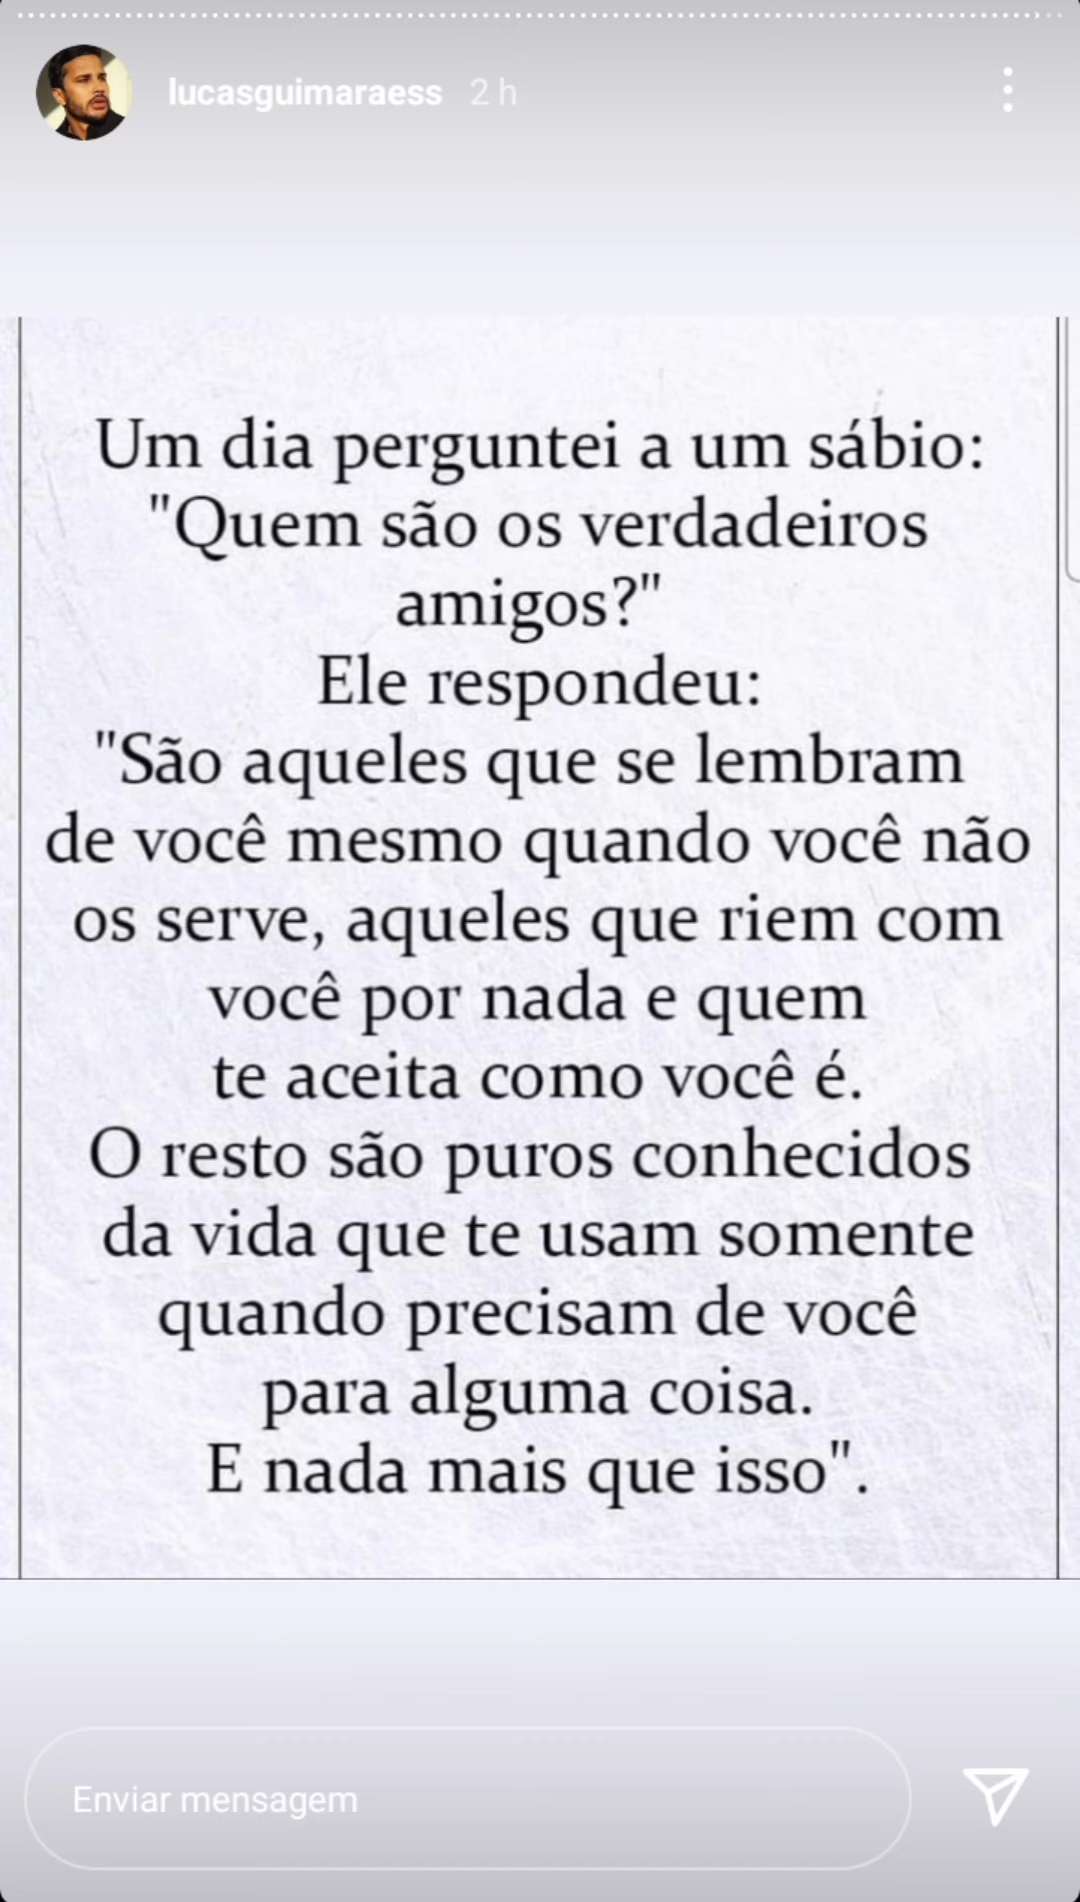 lucasguimaraess 2 h
Um dia perguntei a um sábio:
"Quem são os verdadeiros
amigos?"
Ele respondeu:
"São aqueles que se lembram
de você mesmo quando você não
os serve, aqueles que riem com
você por nada e quem
te aceita como você é.
O resto são puros conhecidos
da vida que te usam somente
quando precisam de você
para alguma coisa.
E nada mais que isso".
Enviar mensagem